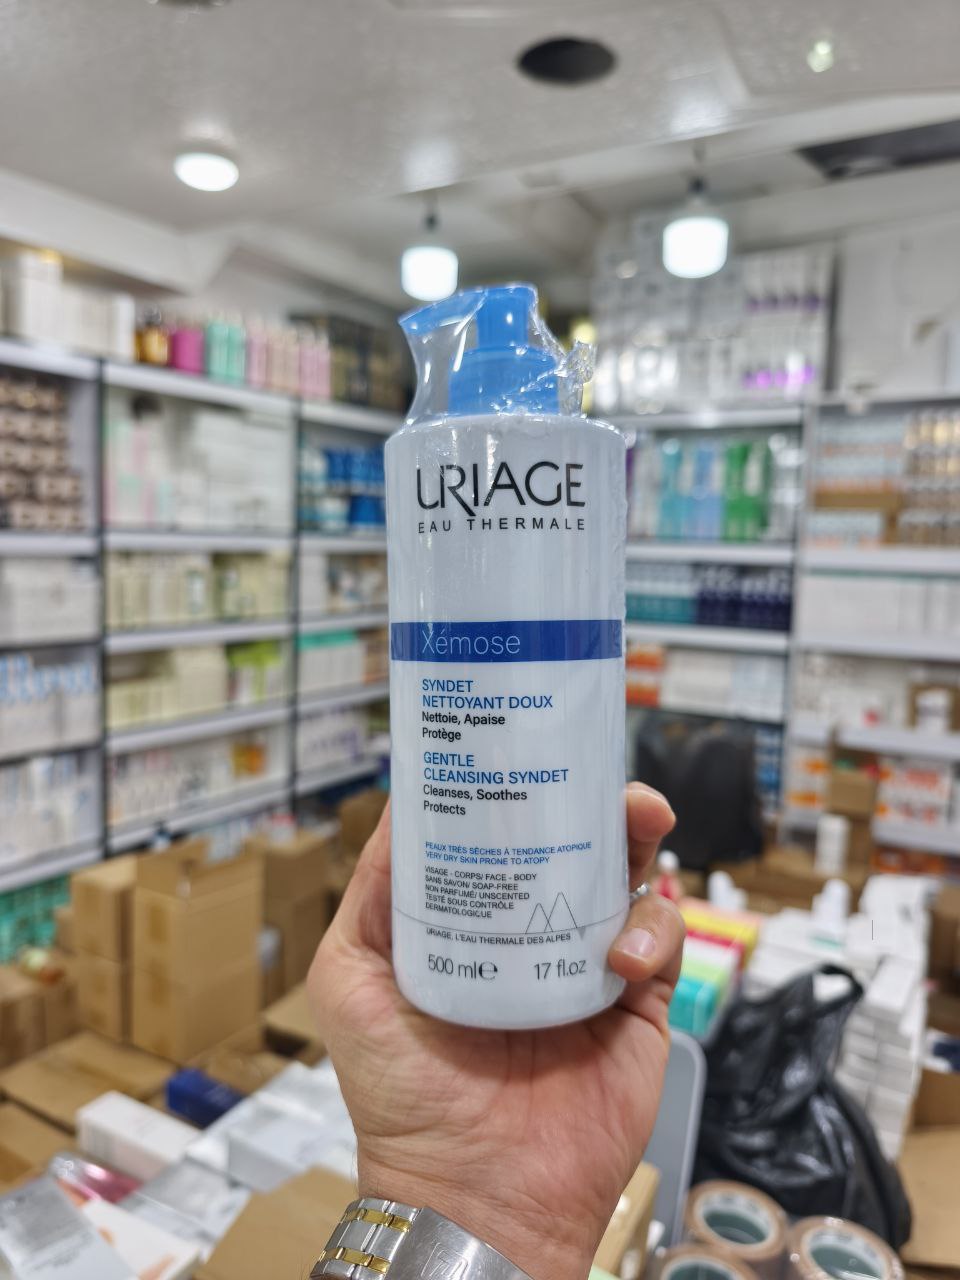 URIAGE
EAU THERMALE
Xémose
SYNDET
NETTOYANT DOUX
Nettoie, Apaise
Protège
GENTLE
CLEANSING SYNDET
Cleanses, Soothes
Protects
PEAUX TRÈS SÈCHES À TENDANCE ATOPIQUE
VERY DRY SKIN PRONE TO ATOPY
VISAGE - CORPS/ FACE - BODY
SANS SAVON/ SOAP-FREE
NON PARFUMÉ/ UNSCENTED
TESTÉ SOUS CONTRÔLE
DERMATOLOGIQUE
URIAGE, L'EAU THERMALE DES ALPES
500 ml℮ 17 fl.oz